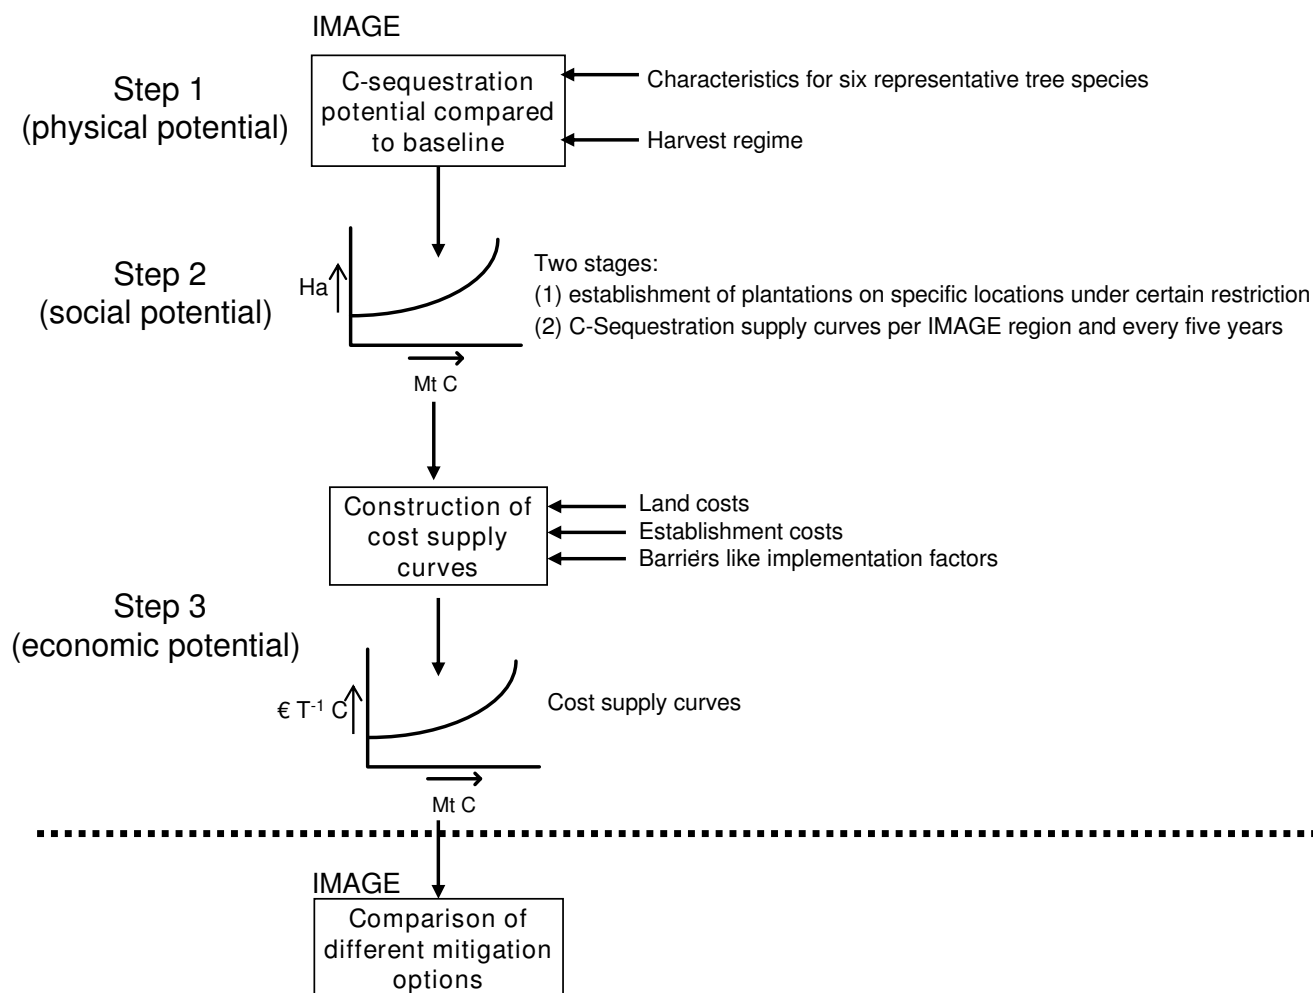 IMAGE
Step 1
(physical potential)
C-sequestration
potential compared
to baseline
Characteristics for six representative tree species
Harvest regime
Step 2
(social potential)
Ha
Mt C
Two stages:
(1) establishment of plantations on specific locations under certain restriction
(2) C-Sequestration supply curves per IMAGE region and every five years
Construction of
cost supply
curves
Land costs
Establishment costs
Barriers like implementation factors
Step 3
(economic potential)
€ T⁻¹ C
Mt C
Cost supply curves
IMAGE
Comparison of
different mitigation
options